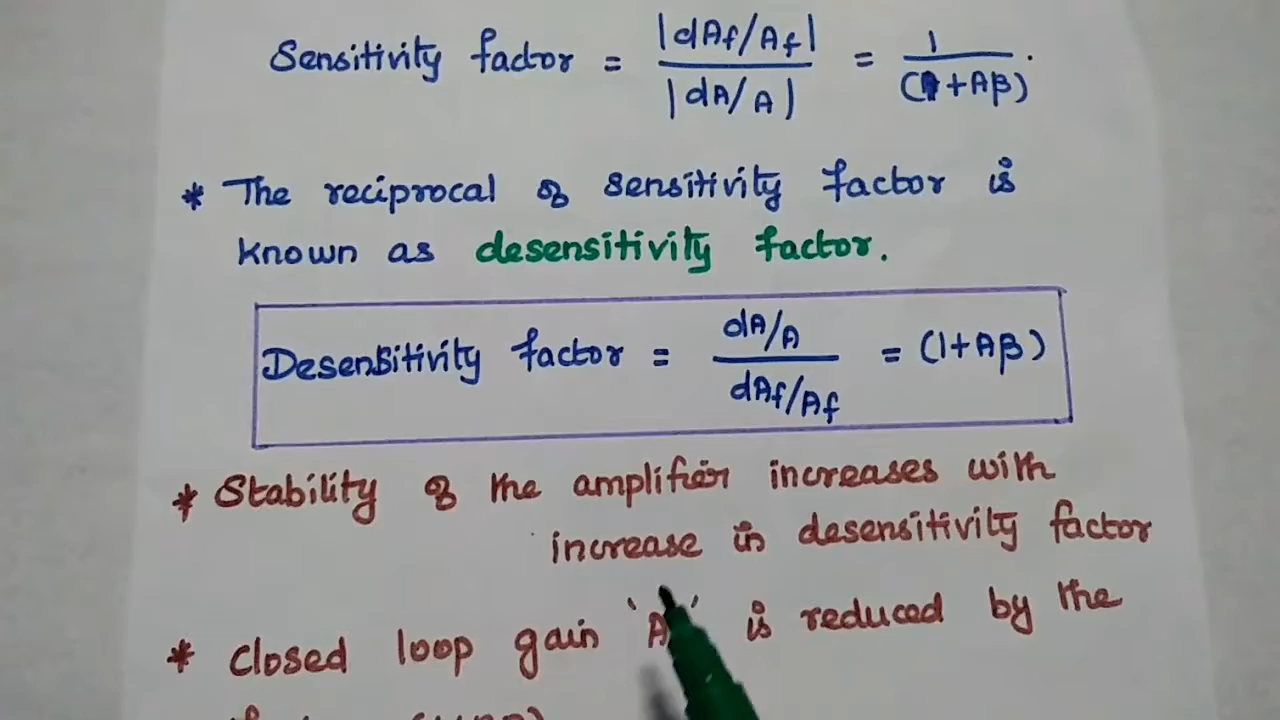 Sensitivity factor = |dAf/Af| / |dA/A| = 1 / (1+Aβ).
* The reciprocal of sensitivity factor is
known as desensitivity factor.
Desensitivity factor = dA/A / dAf/Af = (1+Aβ)
* Stability of the amplifier increases with
increase in desensitivity factor
* Closed loop gain 'A' is reduced by the